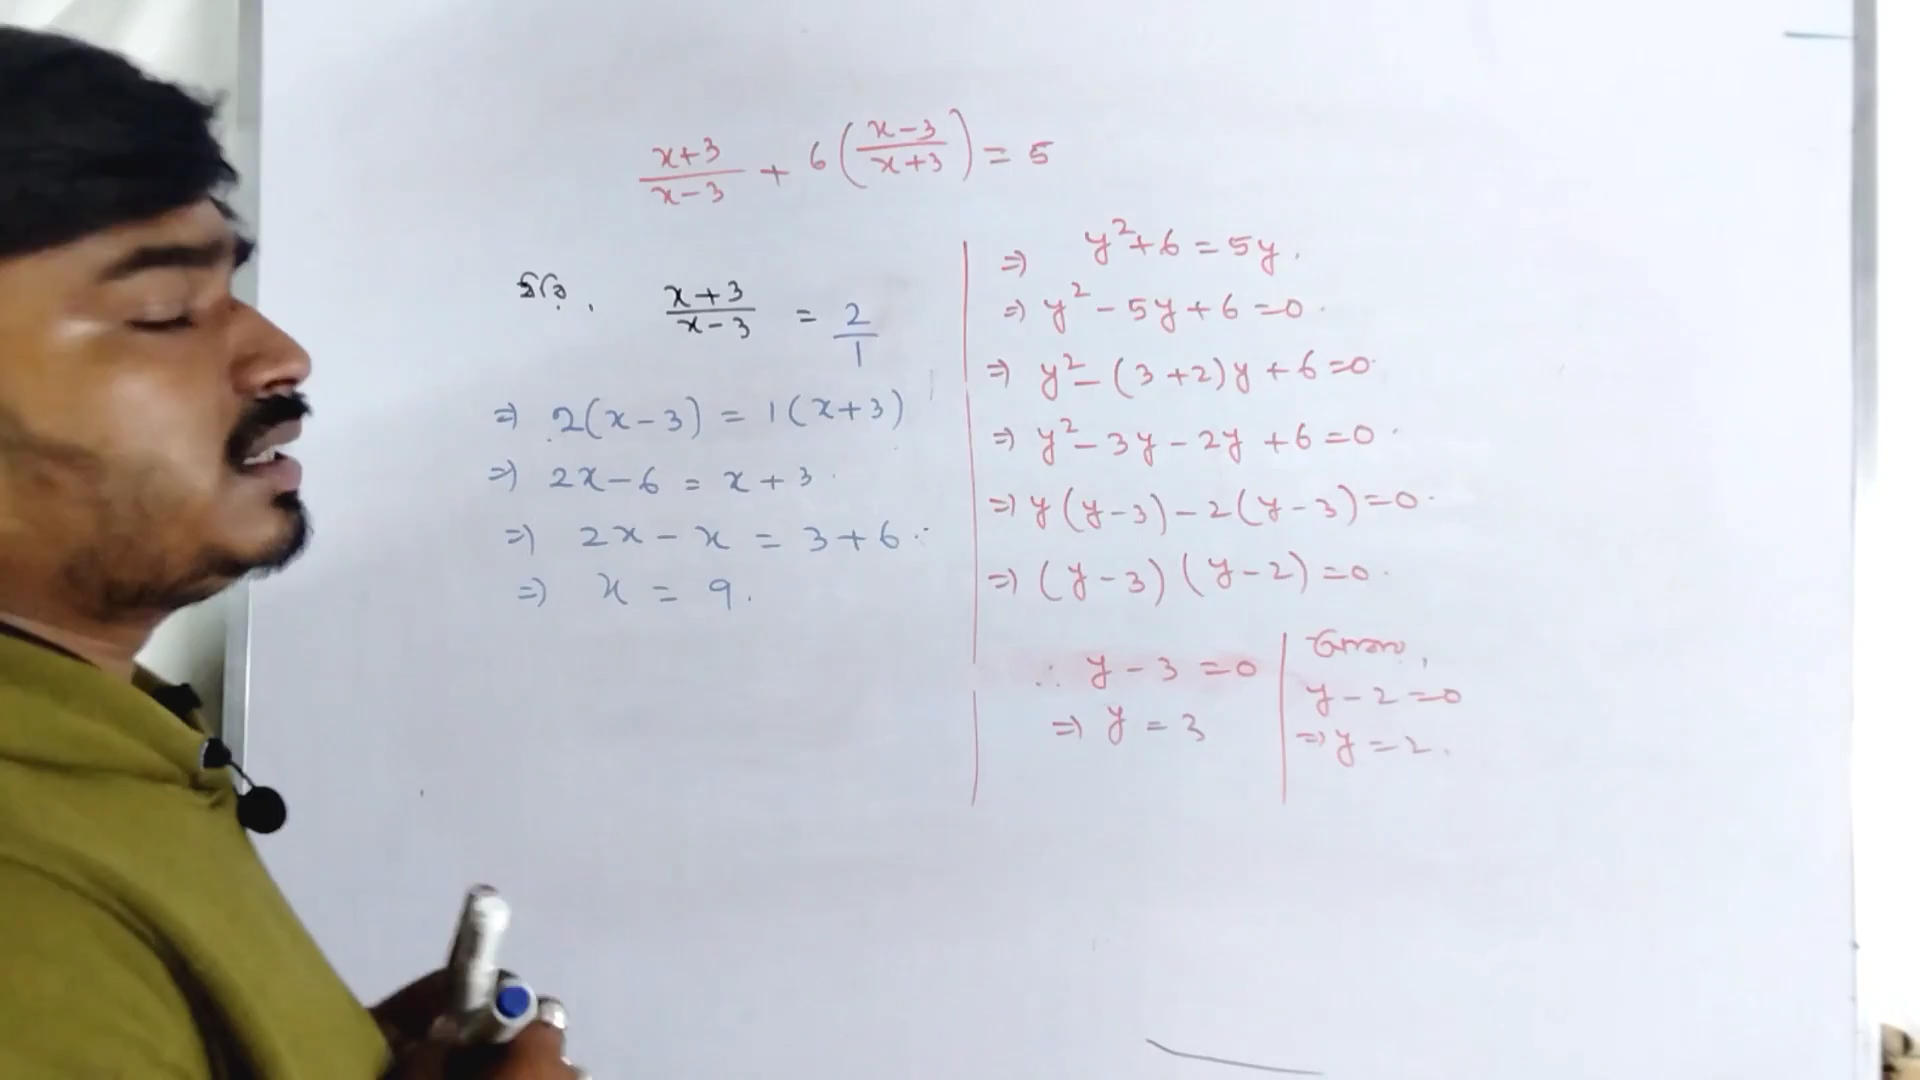 (x+3)/(x-3) + 6((x-3)/(x+3)) = 5
ধরি, (x+3)/(x-3) = 2/1
⇒ 2(x-3) = 1(x+3)
⇒ 2x-6 = x+3.
⇒ 2x-x = 3+6.
⇒ x = 9.
⇒ y²+6 = 5y.
⇒ y²-5y+6=0.
⇒ y²-(3+2)y+6=0.
⇒ y²-3y-2y+6=0.
⇒ y(y-3)-2(y-3)=0.
⇒ (y-3)(y-2)=0.
∴ y-3=0
⇒ y=3
y-2=0
⇒ y=2.